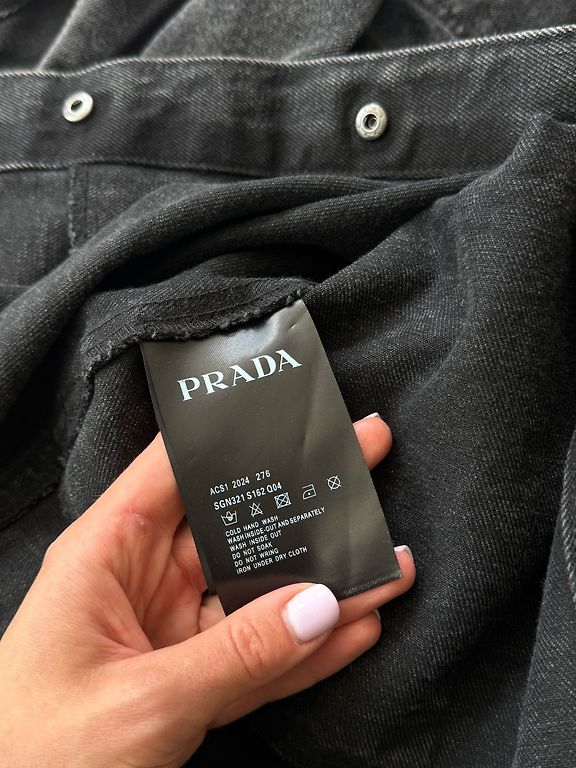 PRADA
ACS1 2024 276
SGN321 S162 Q04
COLD HAND WASH
WASH INSIDE-OUT AND SEPARATELY
WASH INSIDE OUT
DO NOT SOAK
DO NOT WRING
IRON UNDER DRY CLOTH